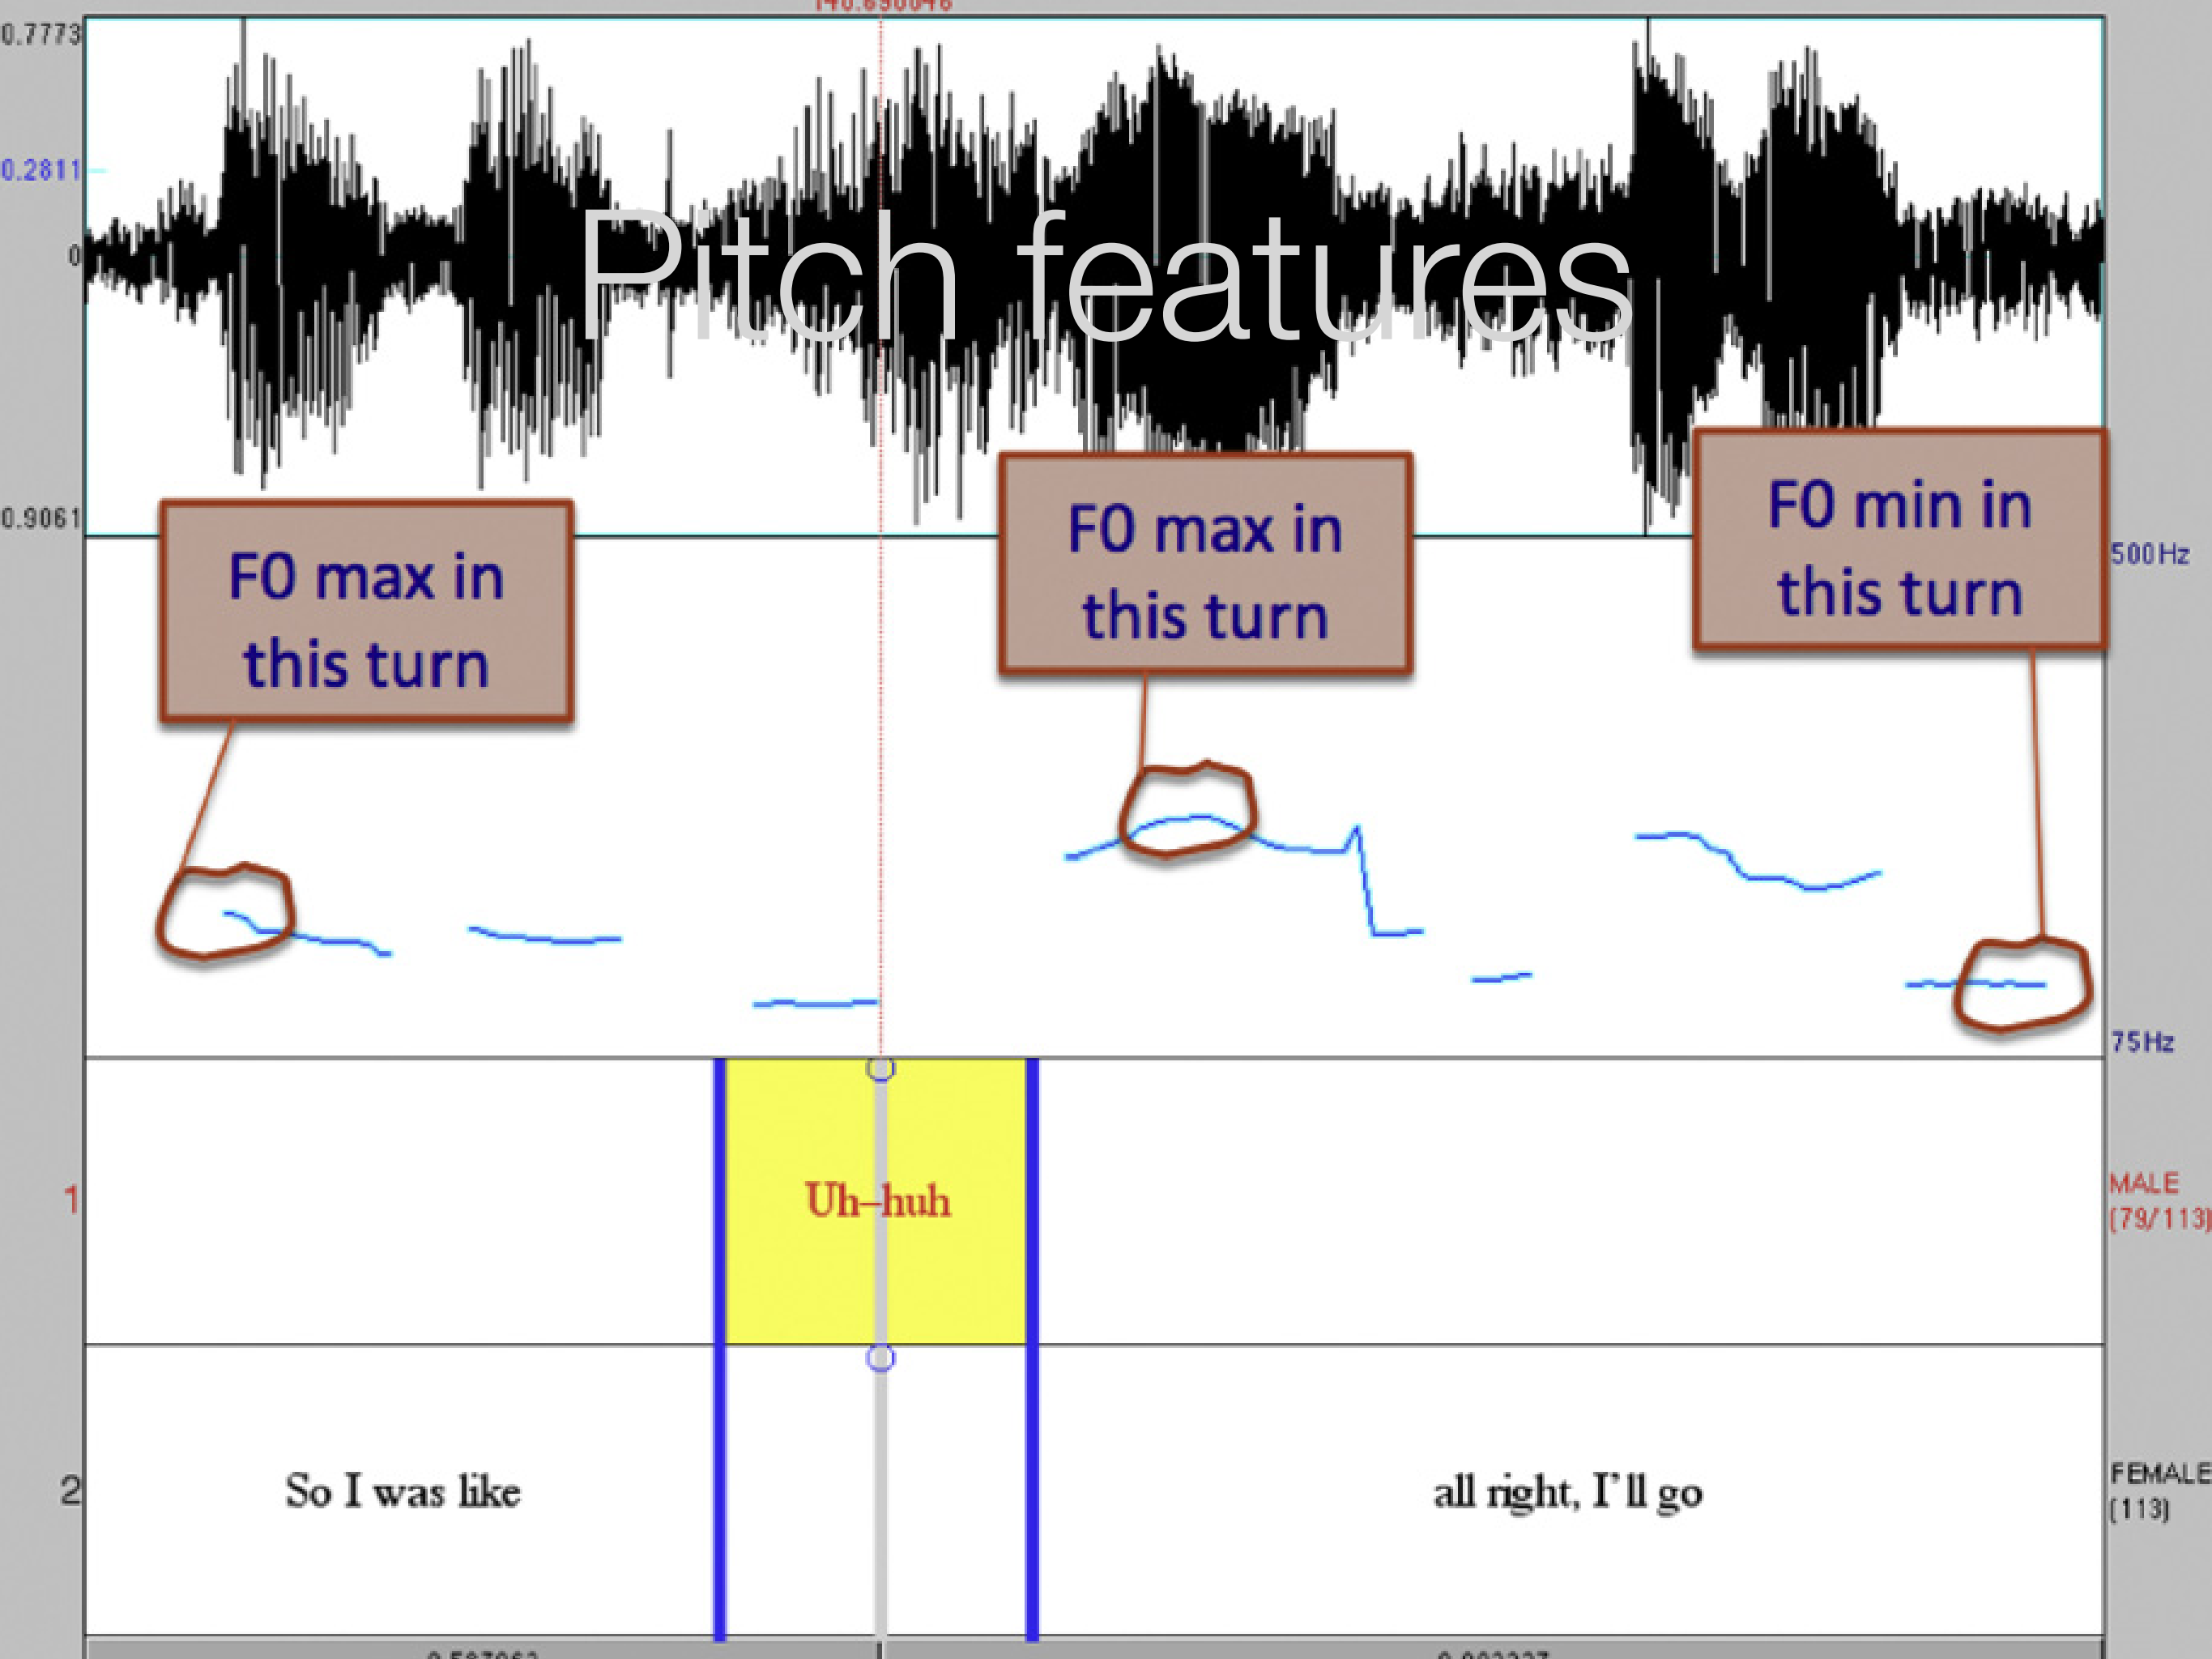 0.7773
0.2811
0
0.9061
Pitch features
F0 max in
this turn
F0 max in
this turn
F0 min in
this turn
500Hz
75Hz
1
Uh-huh
MALE
(79/113)
2
So I was like
all right, I'll go
FEMALE
(113)